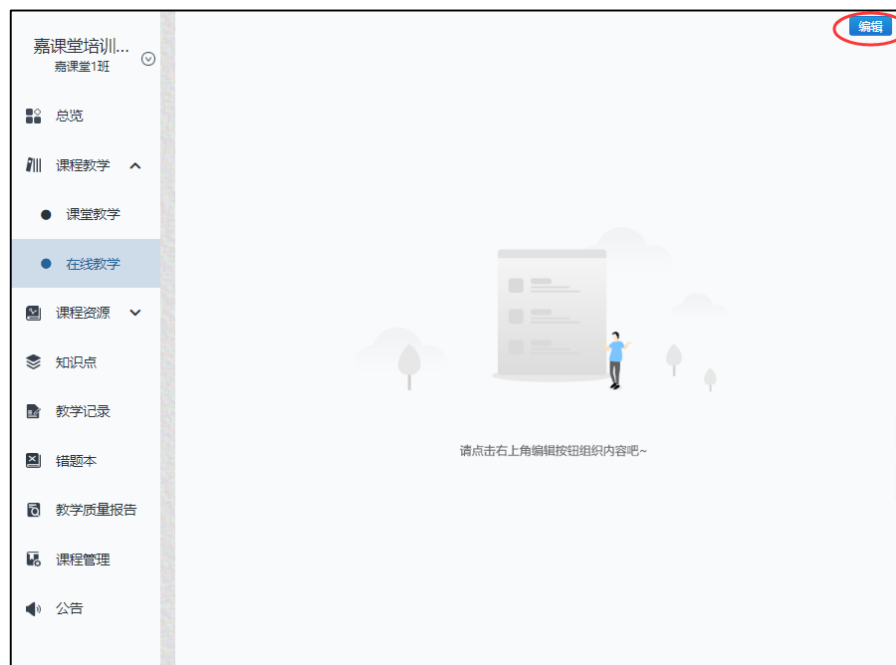 编辑
嘉课堂培训...
嘉课堂1班
总览
课程教学
课堂教学
在线教学
课程资源
知识点
教学记录
错题本
教学质量报告
课程管理
公告
请点击右上角编辑按钮组织内容吧~